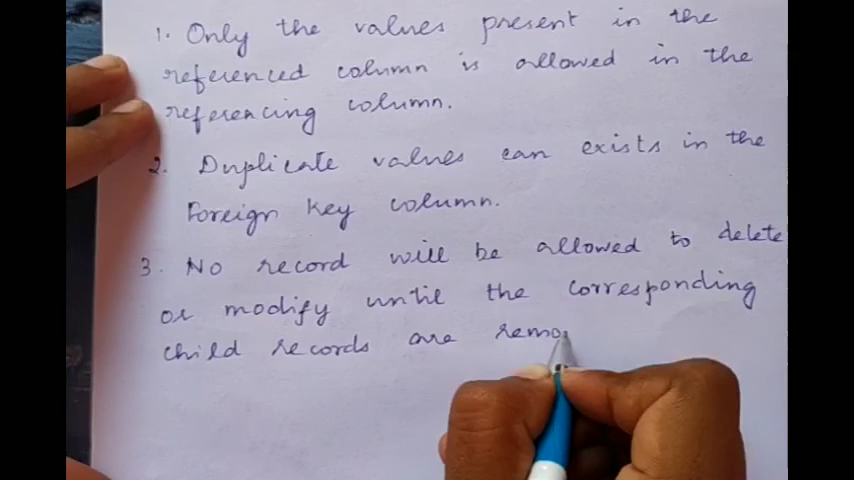 1. Only the values present in the
referenced column is allowed in the
referencing column.
2. Duplicate values can exists in the
Foreign key column.
3. No record will be allowed to delete
or modify until the corresponding
child records are remo